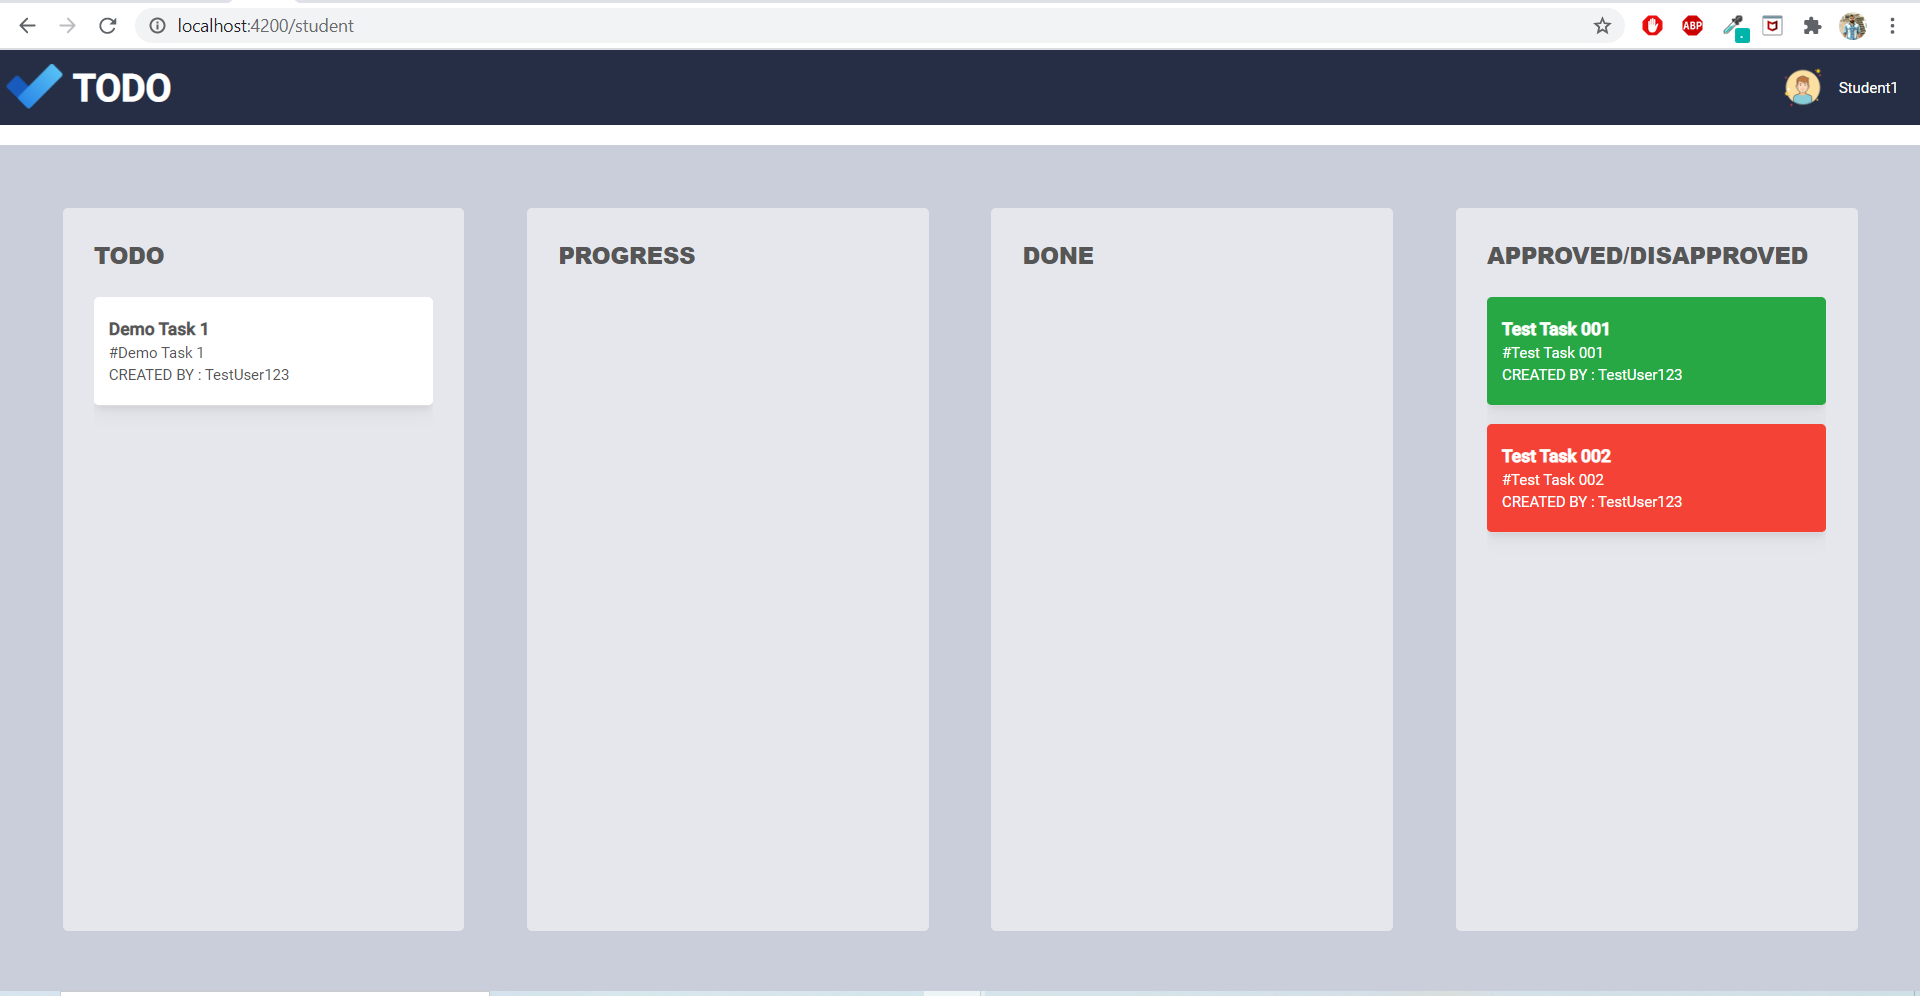 localhost:4200/student
ABP
TODO
Student1
TODO
Demo Task 1
#Demo Task 1
CREATED BY : TestUser123
PROGRESS
DONE
APPROVED/DISAPPROVED
Test Task 001
#Test Task 001
CREATED BY : TestUser123
Test Task 002
#Test Task 002
CREATED BY : TestUser123